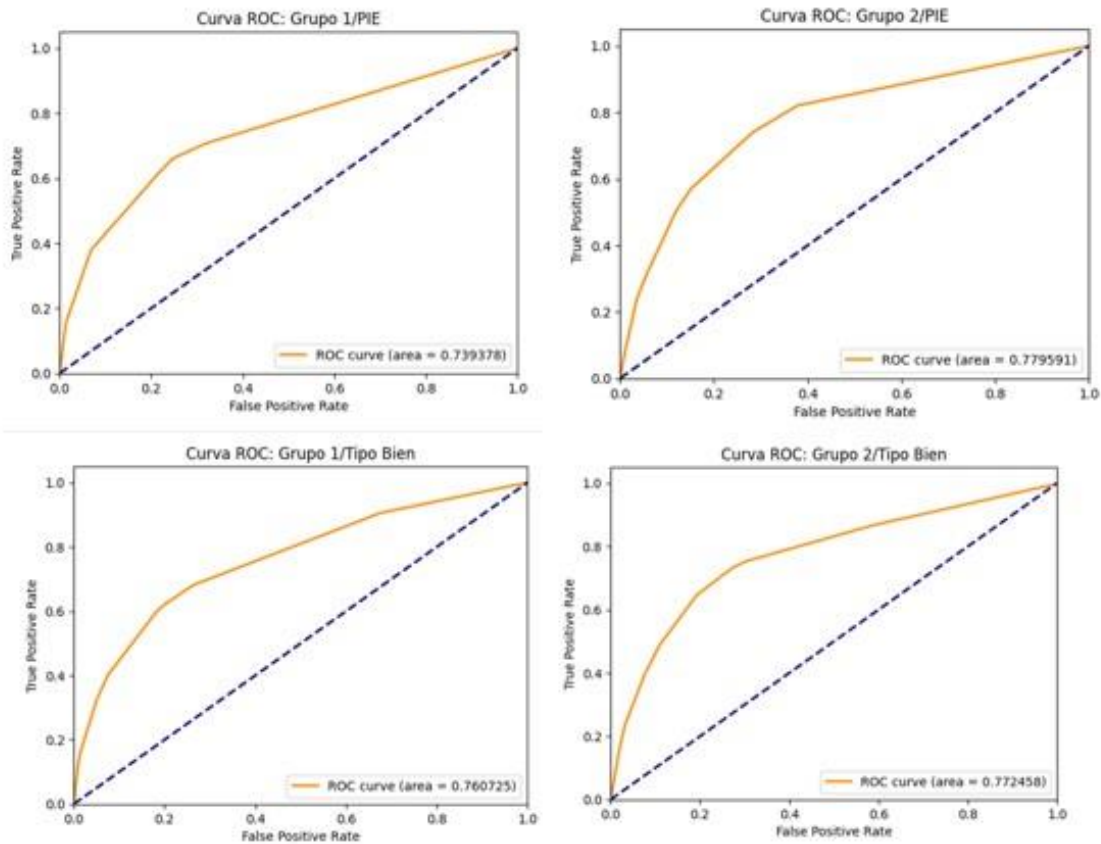 Curva ROC: Grupo 1/PIE
1.0
0.8
0.6
0.4
0.2
0.0
True Positive Rate
ROC curve (area = 0.739378)
0.0 0.2 0.4 0.6 0.8 1.0
False Positive Rate
Curva ROC: Grupo 2/PIE
1.0
0.8
0.6
0.4
0.2
0.0
True Positive Rate
ROC curve (area = 0.779591)
0.0 0.2 0.4 0.6 0.8 1.0
False Positive Rate
Curva ROC: Grupo 1/Tipo Bien
1.0
0.8
0.6
0.4
0.2
0.0
True Positive Rate
ROC curve (area = 0.760725)
0.0 0.2 0.4 0.6 0.8 1.0
False Positive Rate
Curva ROC: Grupo 2/Tipo Bien
1.0
0.8
0.6
0.4
0.2
0.0
True Positive Rate
ROC curve (area = 0.772458)
0.0 0.2 0.4 0.6 0.8 1.0
False Positive Rate